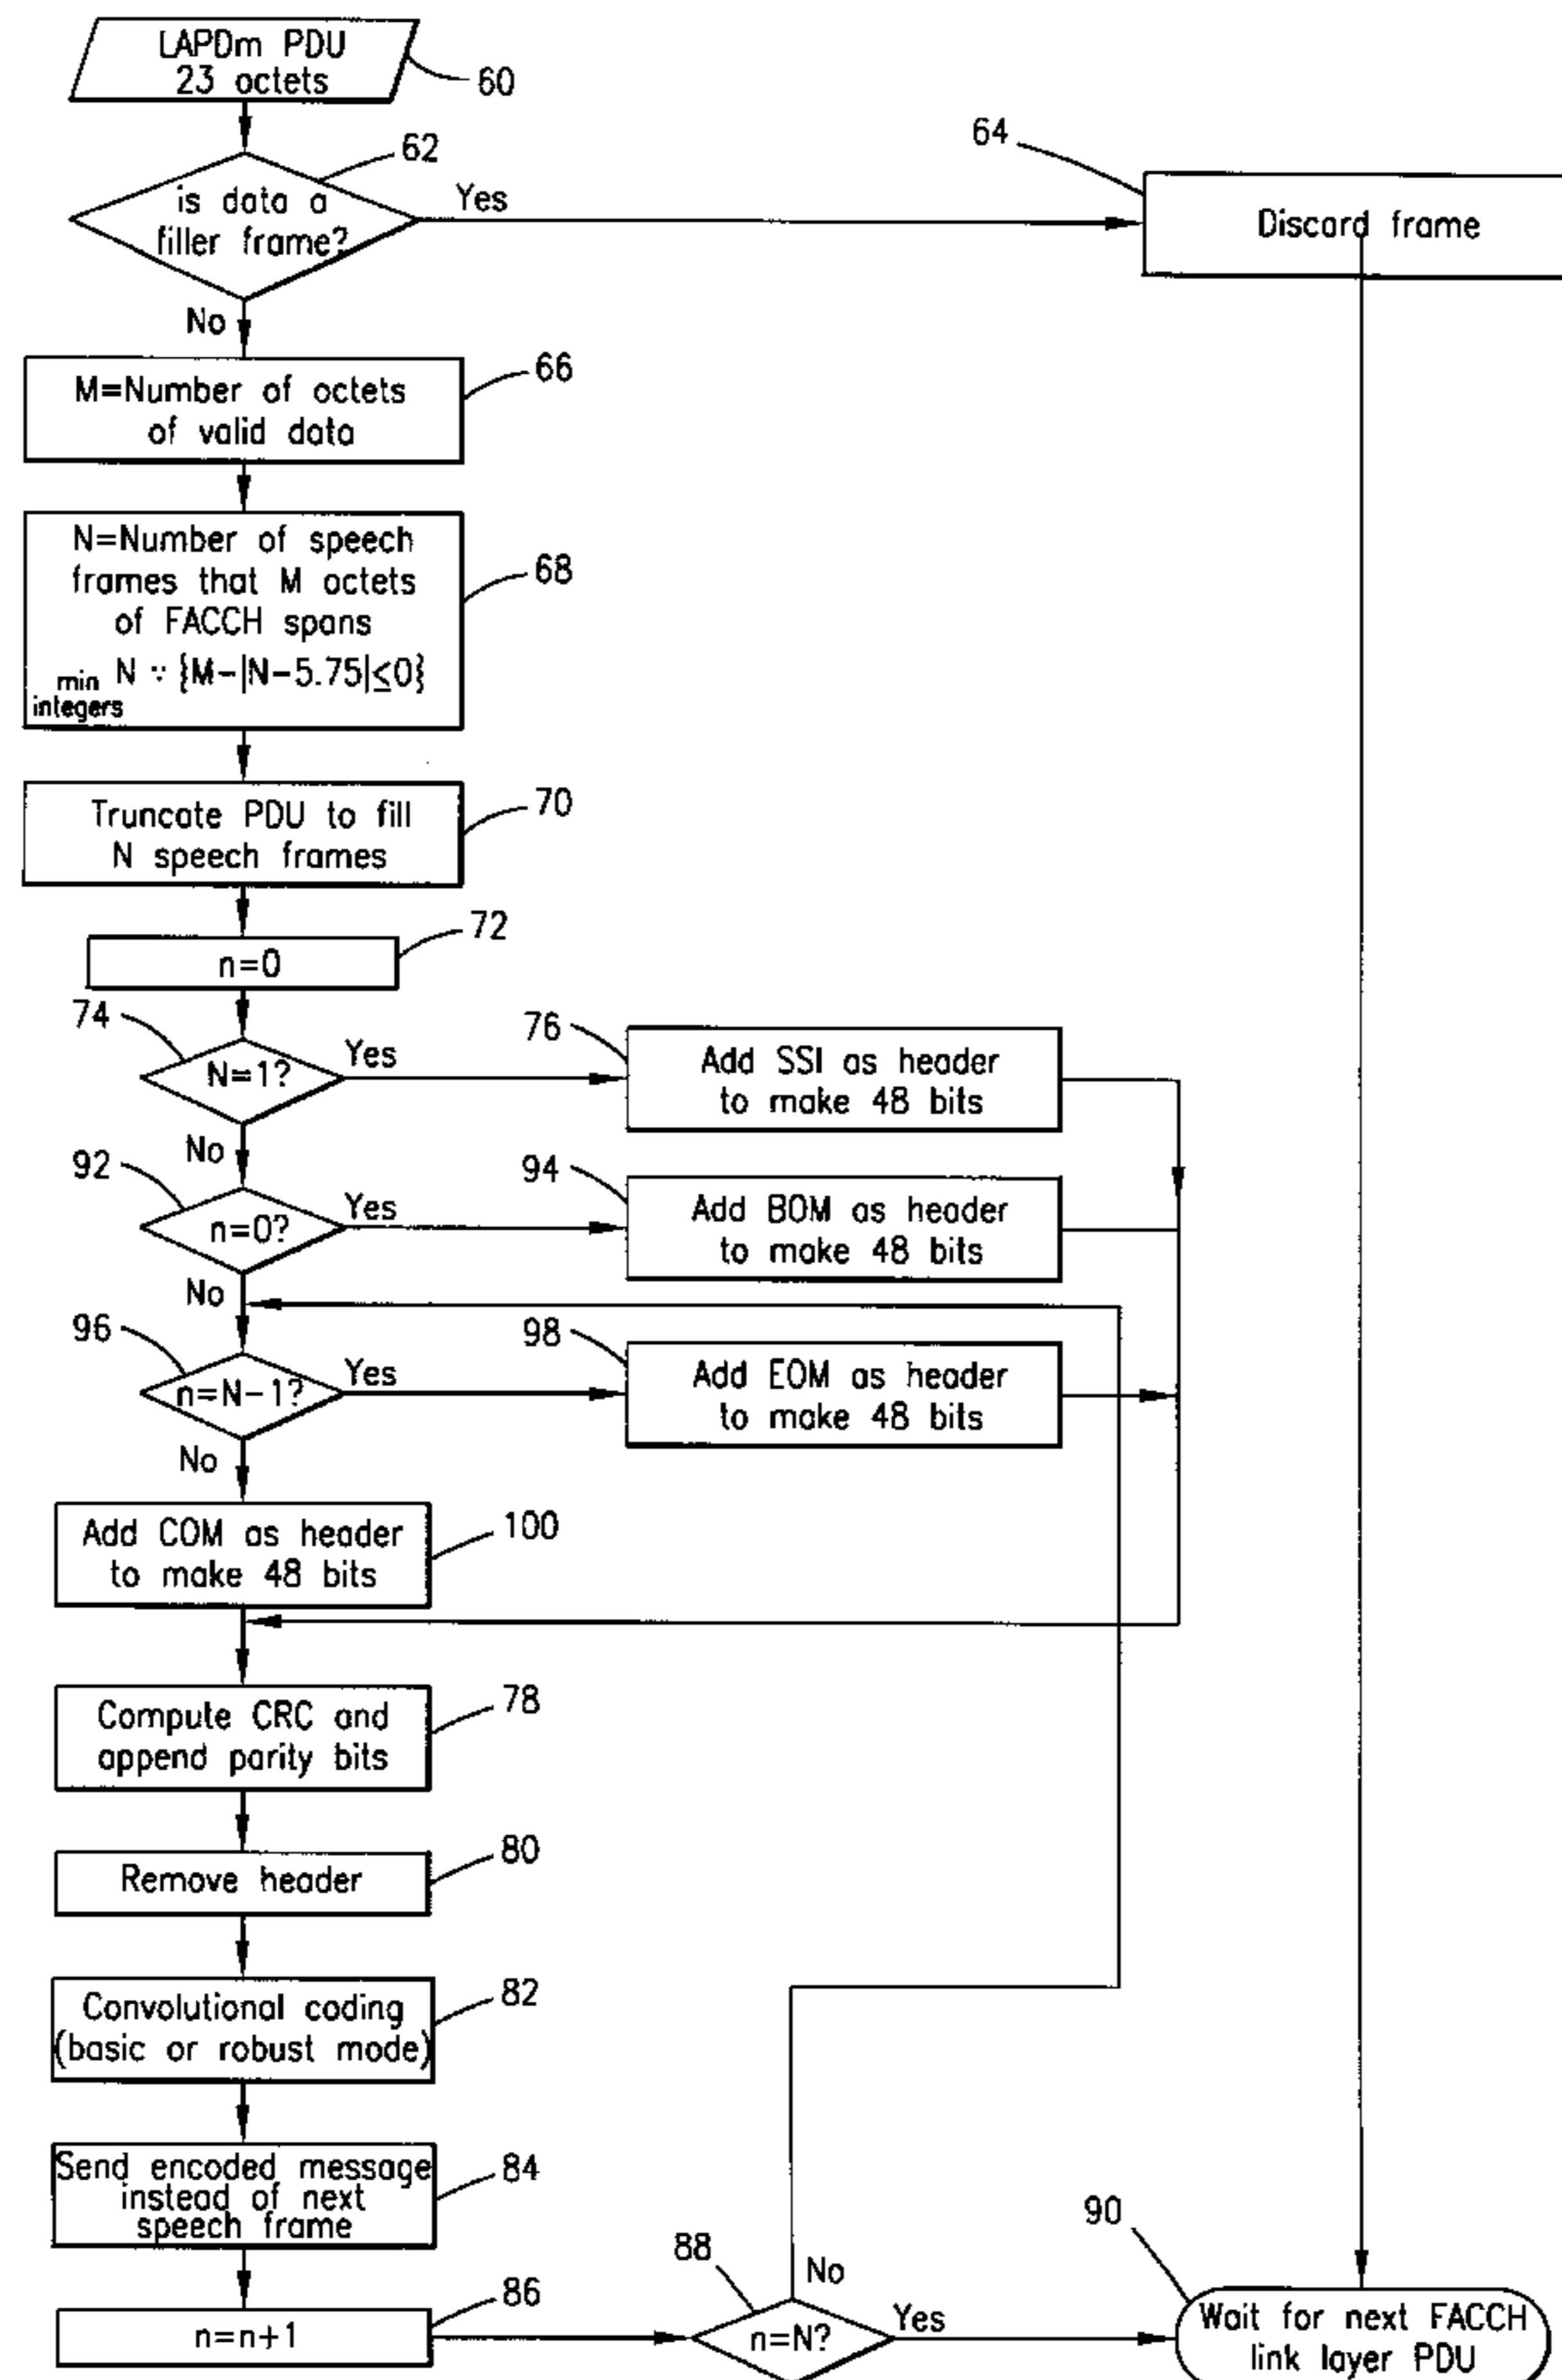 LAPDm PDU
23 octets
60
62
is data a
filler frame?
Yes
64
Discard frame
No
M=Number of octets
of valid data
66
N=Number of speech
frames that M octets
of FACCH spans
min N ∵ {M-|N-5.75|≤0}
integers
68
Truncate PDU to fill
N speech frames
70
n=0
72
74
N=1?
Yes
76
Add SSI as header
to make 48 bits
No
92
n=0?
Yes
94
Add BOM as header
to make 48 bits
No
96
n=N-1?
Yes
98
Add EOM as header
to make 48 bits
No
Add COM as header
to make 48 bits
100
Compute CRC and
append parity bits
78
Remove header
80
Convolutional coding
(basic or robust mode)
82
Send encoded message
instead of next
speech frame
84
n=n+1
86
88
n=N?
No
Yes
90
Wait for next FACCH
link layer PDU